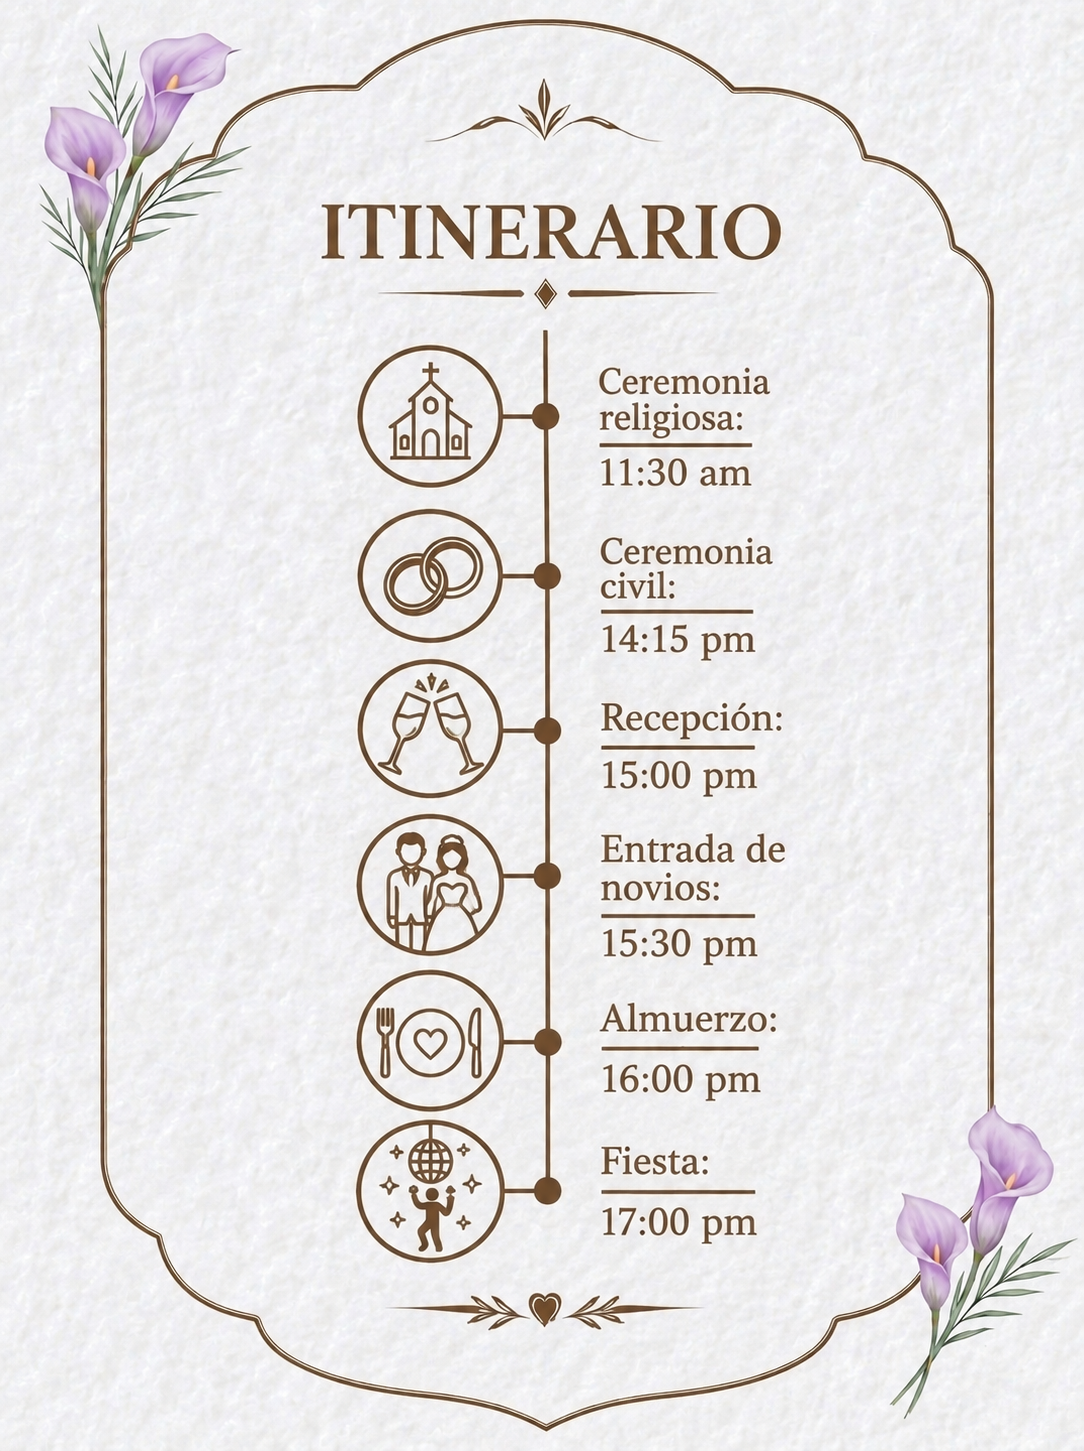 ITINERARIO
Ceremonia
religiosa:
11:30 am
Ceremonia
civil:
14:15 pm
Recepción:
15:00 pm
Entrada de
novios:
15:30 pm
Almuerzo:
16:00 pm
Fiesta:
17:00 pm